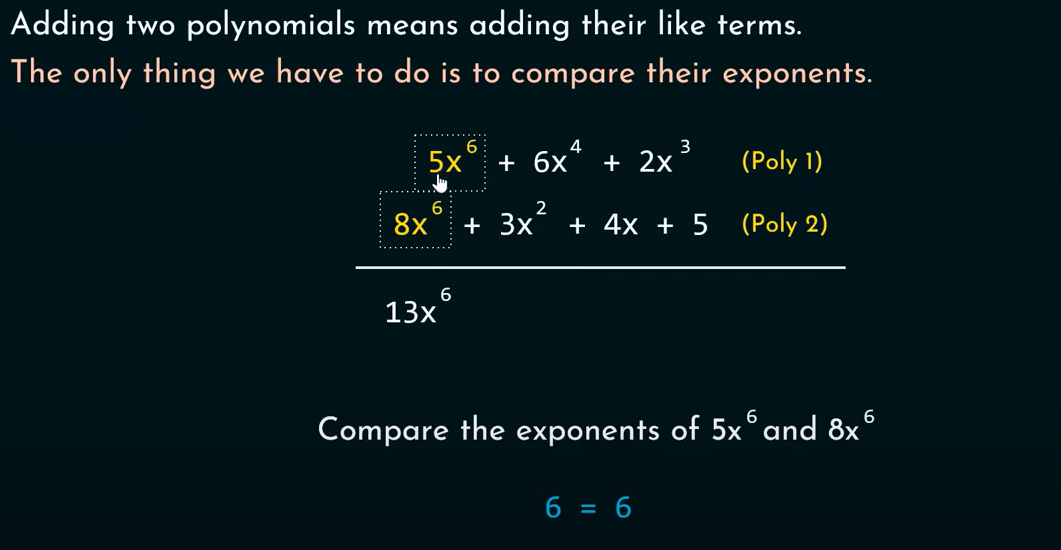 Adding two polynomials means adding their like terms.
The only thing we have to do is to compare their exponents.
5x⁶ + 6x⁴ + 2x³ (Poly 1)
8x⁶ + 3x² + 4x + 5 (Poly 2)
13x⁶
Compare the exponents of 5x⁶ and 8x⁶
6 = 6